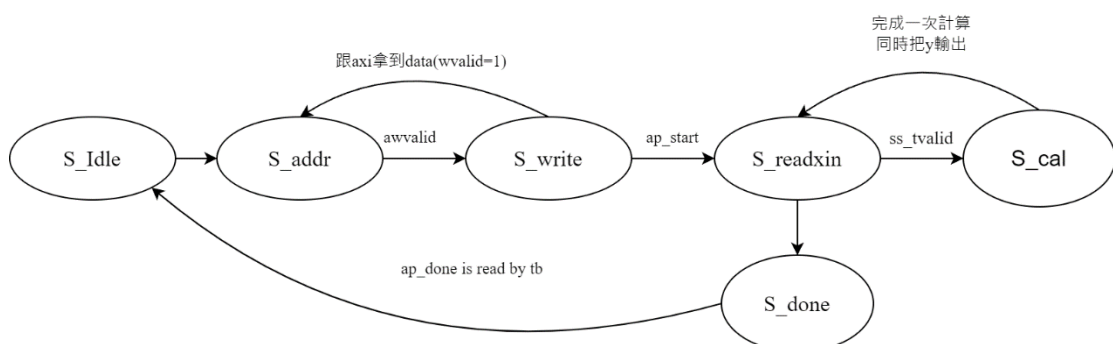 完成一次計算
同時把y輸出
跟axi拿到data(wvalid=1)
S_Idle
S_addr
awvalid
S_write
ap_start
S_readxin
ss_tvalid
S_cal
ap_done is read by tb
S_done